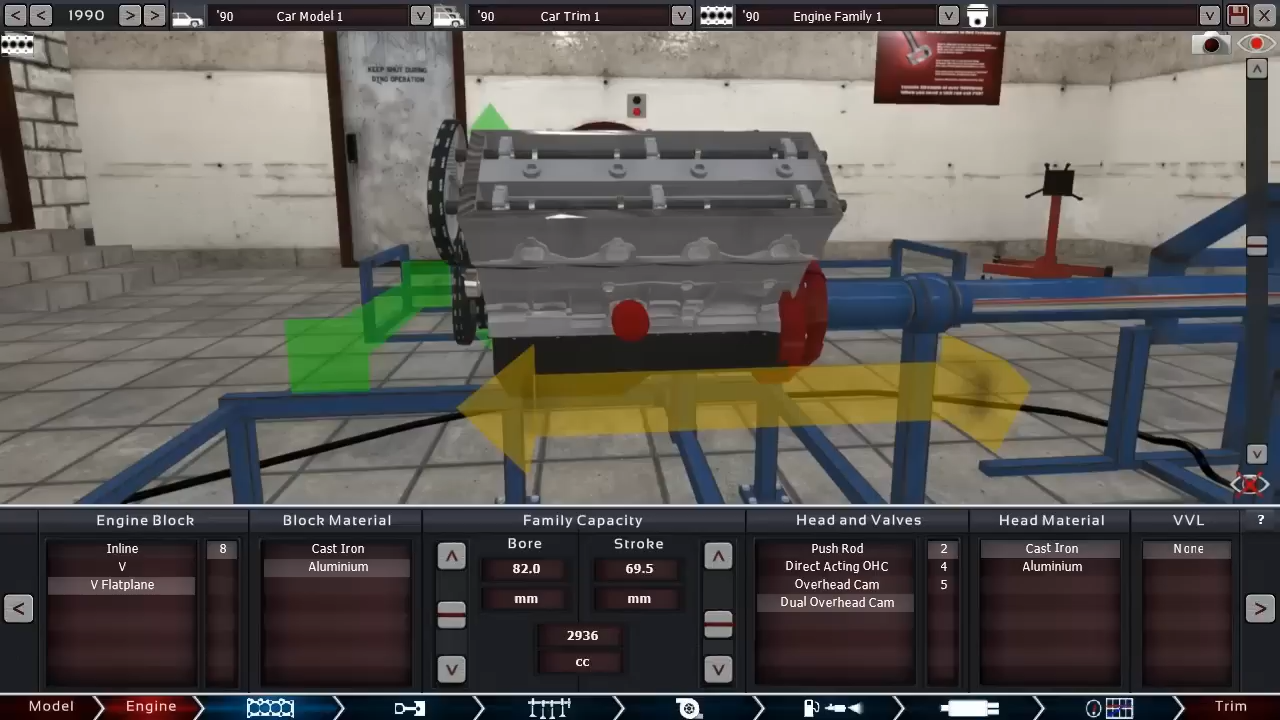 1990
'90 Car Model 1
'90 Car Trim 1
'90 Engine Family 1
KEEP SHUT DURING
DYNO OPERATION
Engine Block
Block Material
Family Capacity
Head and Valves
Head Material
VVL
?
Inline
V
V Flatplane
8
Cast Iron
Aluminium
Bore
82.0
mm
Stroke
69.5
mm
2936
cc
Push Rod
Direct Acting OHC
Overhead Cam
Dual Overhead Cam
2
4
5
Cast Iron
Aluminium
None
Model
Engine
Trim